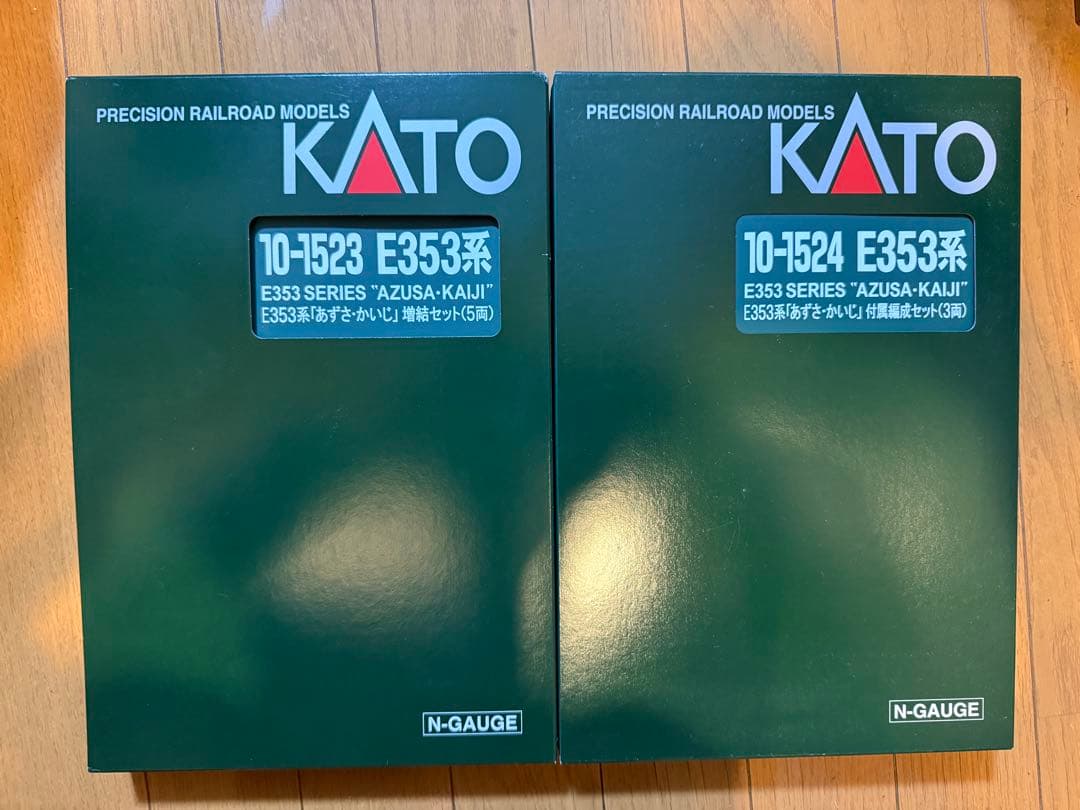 PRECISION RAILROAD MODELS
KATO
10-1523 E353系
E353 SERIES "AZUSA・KAIJI"
E353系「あずさ・かいじ」増結セット(5両)
N-GAUGE
PRECISION RAILROAD MODELS
KATO
10-1524 E353系
E353 SERIES "AZUSA・KAIJI"
E353系「あずさ・かいじ」付属編成セット(3両)
N-GAUGE